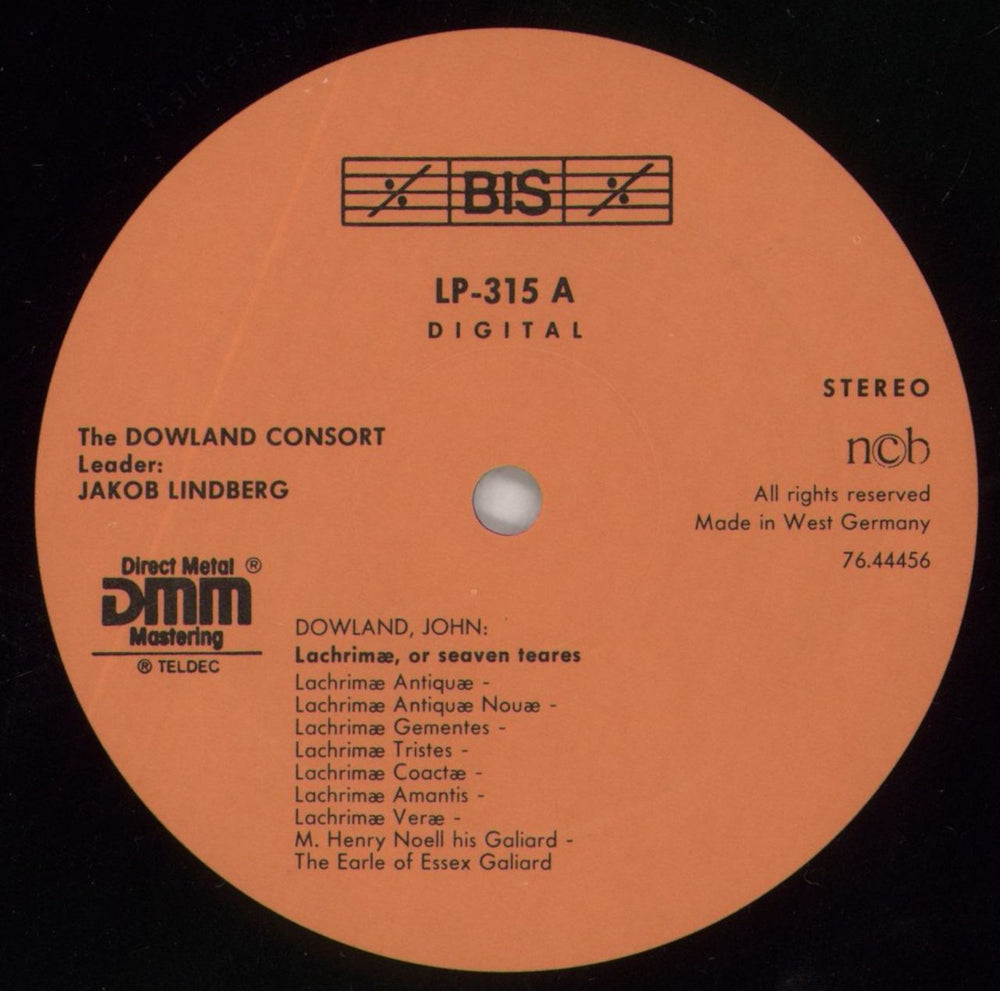 BIS
LP-315 A
DIGITAL
STEREO
ncb
All rights reserved
Made in West Germany
76.44456
The DOWLAND CONSORT
Leader:
JAKOB LINDBERG
Direct Metal ®
DMM
Mastering
® TELDEC
DOWLAND, JOHN:
Lachrimæ, or seaven teares
Lachrimæ Antiquæ -
Lachrimæ Antiquæ Nouæ -
Lachrimæ Gementes -
Lachrimæ Tristes -
Lachrimæ Coactæ -
Lachrimæ Amantis -
Lachrimæ Veræ -
M. Henry Noell his Galiard -
The Earle of Essex Galiard